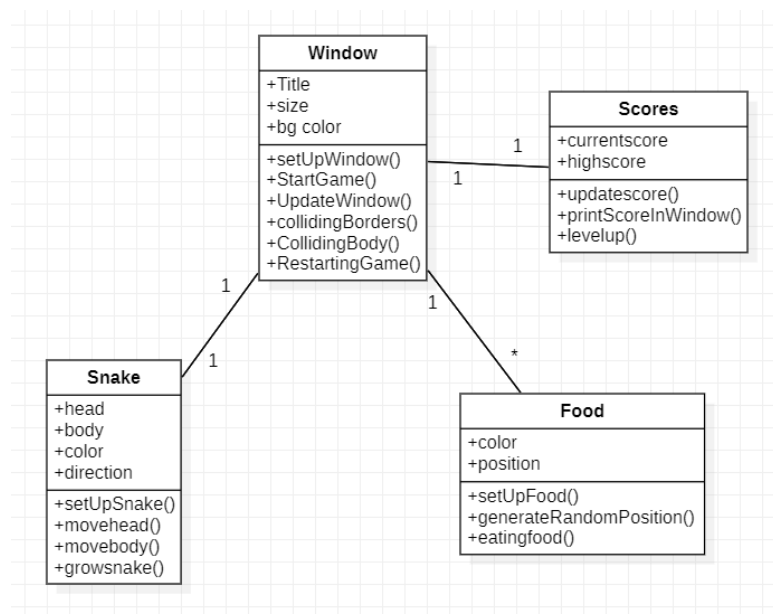 Window
+Title
+size
+bg color
+setUpWindow()
+StartGame()
+UpdateWindow()
+collidingBorders()
+CollidingBody()
+RestartingGame()
Scores
+currentscore
+highscore
+updatescore()
+printScoreInWindow()
+levelup()
1
1
1
1
1
*
Snake
+head
+body
+color
+direction
+setUpSnake()
+movehead()
+movebody()
+growsnake()
Food
+color
+position
+setUpFood()
+generateRandomPosition()
+eatingfood()